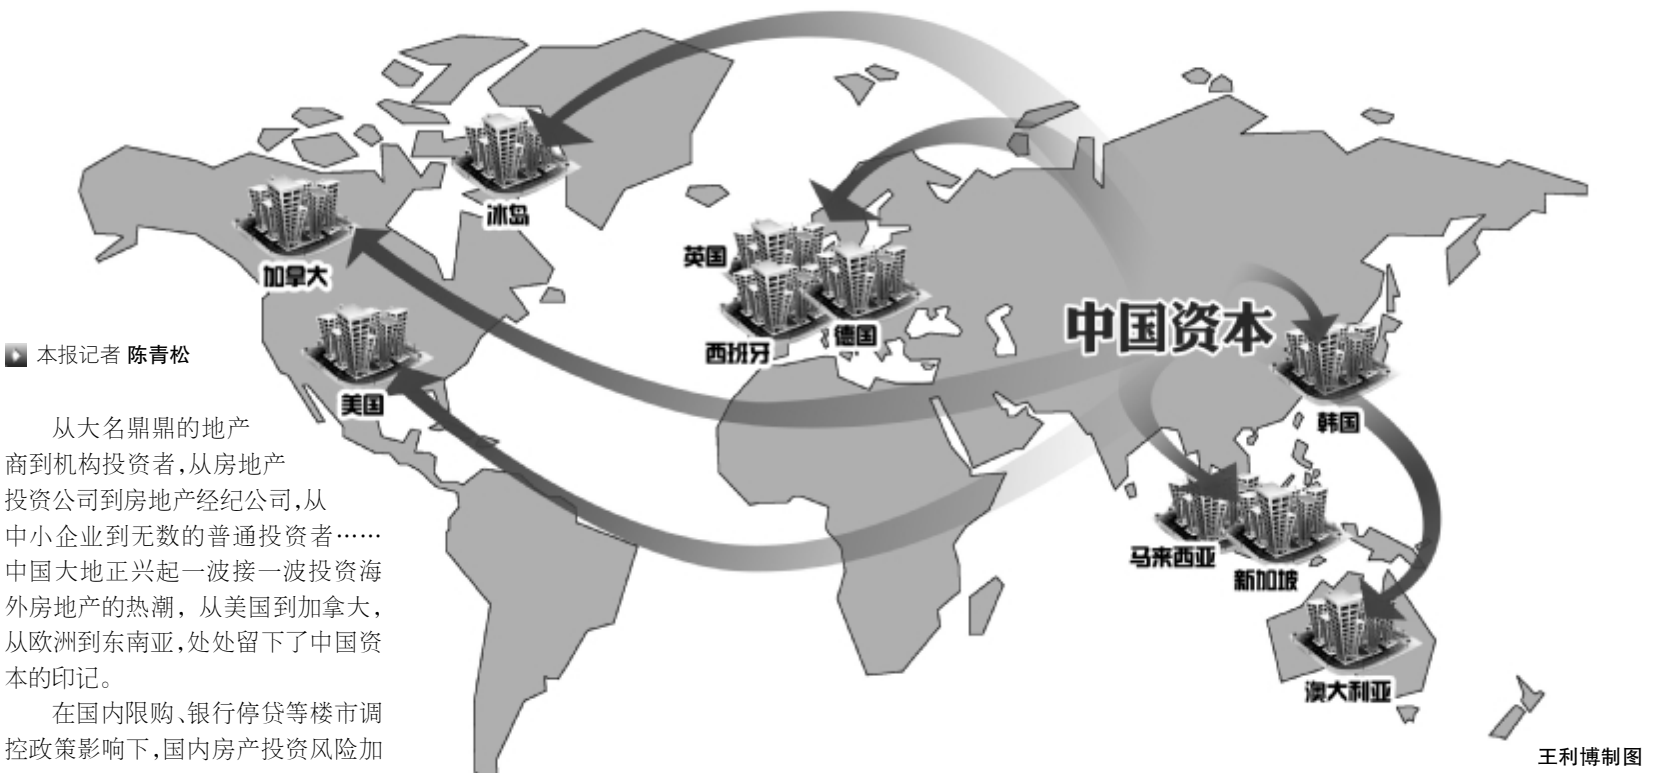 冰岛
加拿大
英国
德国
西班牙
中国资本
美国
韩国
马来西亚
新加坡
澳大利亚
王利博制图
本报记者 陈青松
从大名鼎鼎的地产
商到机构投资者,从房地产
投资公司到房地产经纪公司,从
中小企业到无数的普通投资者……
中国大地正兴起一波接一波投资海
外房地产的热潮，从美国到加拿大，
从欧洲到东南亚,处处留下了中国资
本的印记。
在国内限购、银行停贷等楼市调
控政策影响下,国内房产投资风险加